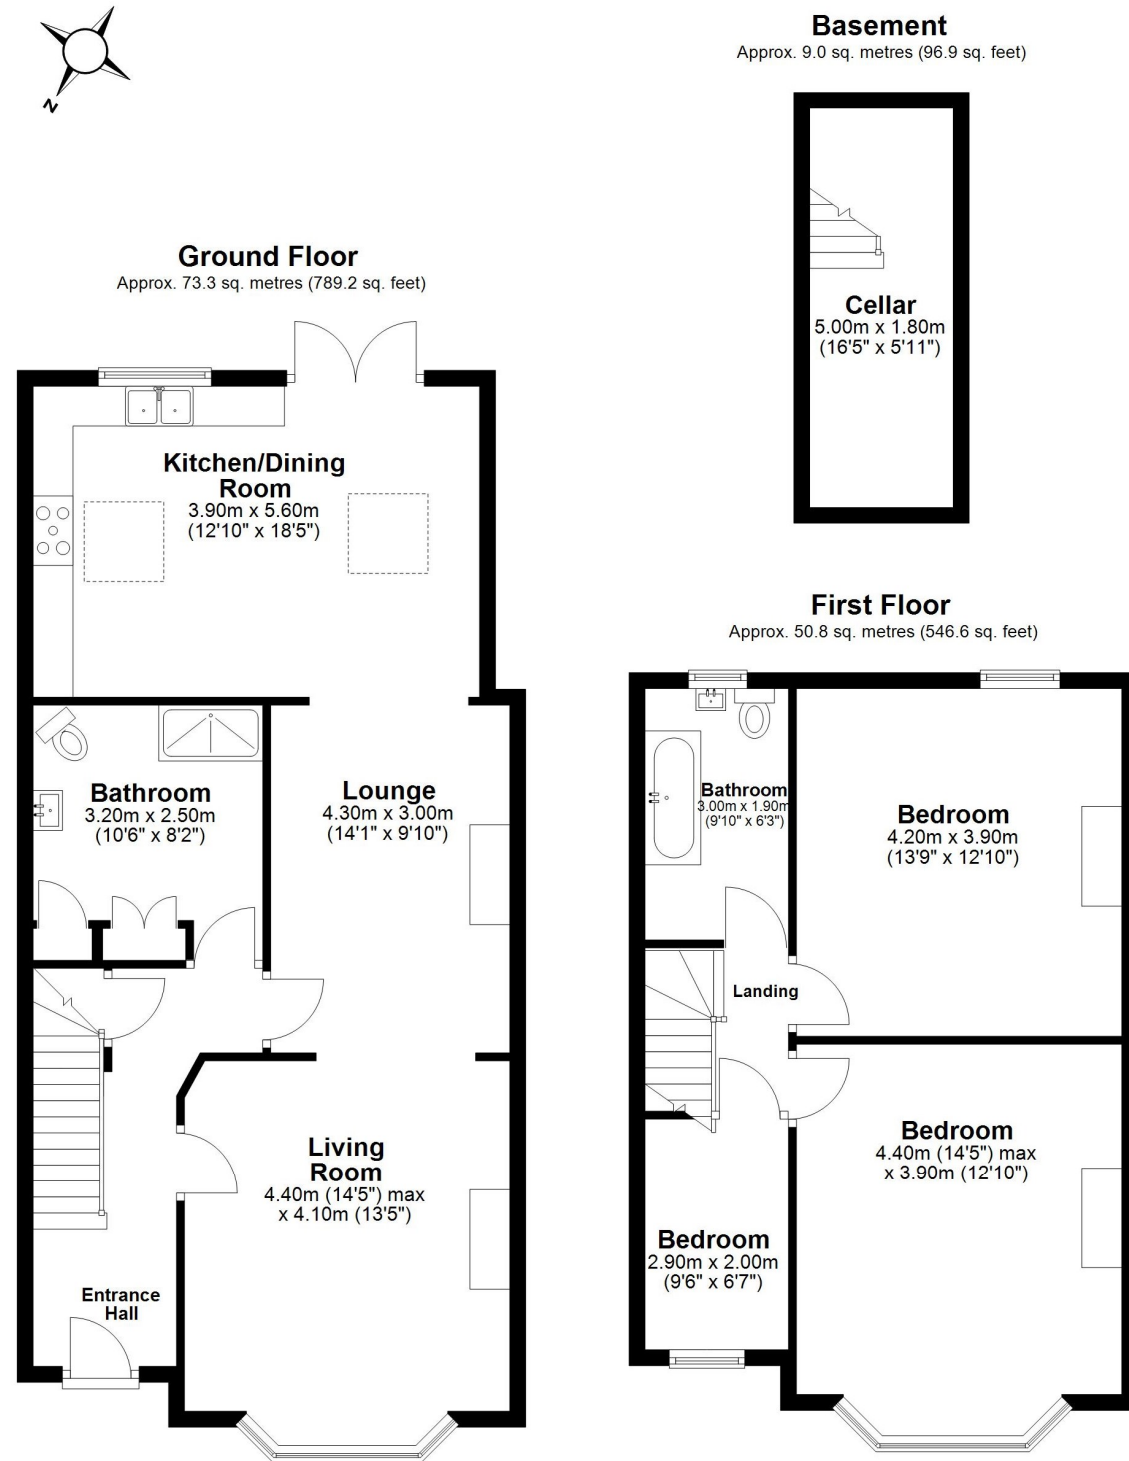 N
Basement
Approx. 9.0 sq. metres (96.9 sq. feet)
Cellar
5.00m x 1.80m
(16'5" x 5'11")
Ground Floor
Approx. 73.3 sq. metres (789.2 sq. feet)
Kitchen/Dining
Room
3.90m x 5.60m
(12'10" x 18'5")
Bathroom
3.20m x 2.50m
(10'6" x 8'2")
Lounge
4.30m x 3.00m
(14'1" x 9'10")
Living
Room
4.40m (14'5") max
x 4.10m (13'5")
Entrance
Hall
First Floor
Approx. 50.8 sq. metres (546.6 sq. feet)
Bathroom
3.00m x 1.90m
(9'10" x 6'3")
Bedroom
4.20m x 3.90m
(13'9" x 12'10")
Landing
Bedroom
4.40m (14'5") max
x 3.90m (12'10")
Bedroom
2.90m x 2.00m
(9'6" x 6'7")